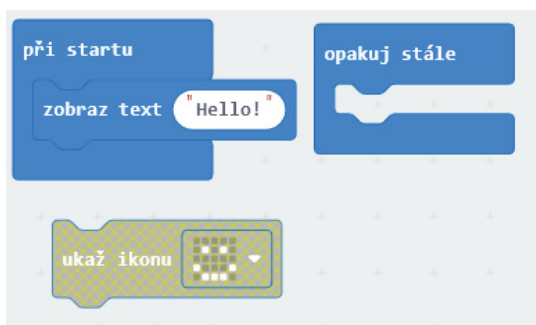 při startu
zobraz text "Hello!"
opakuj stále
ukaž ikonu